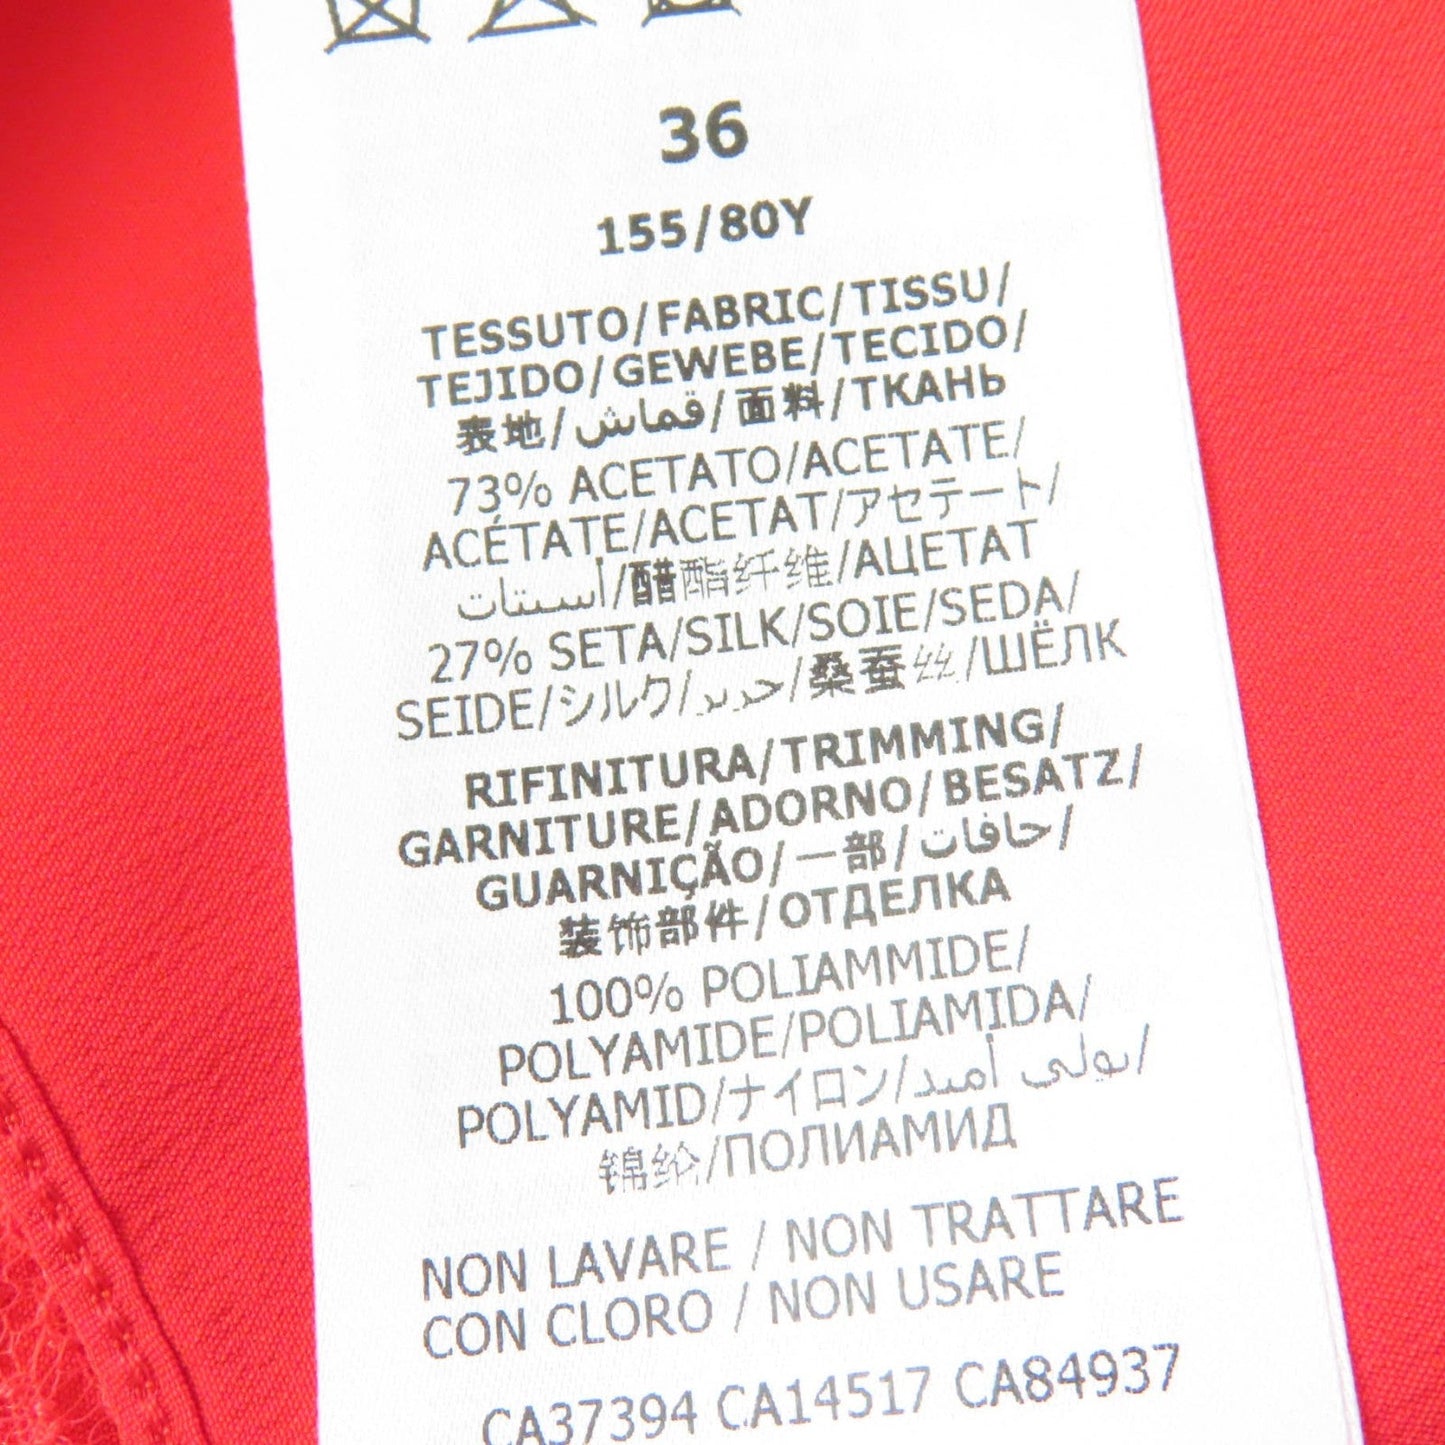 36
155/80Y
TESSUTO/FABRIC/TISSU/
TEJIDO/GEWEBE/TECIDO/
表地/قماش/面料/ТКАНЬ
73% ACETATO/ACETATE/
ACÉTATE/ACETAT/アセテート/
أسيتات/醋酯纤维/АЦЕТАТ
27% SETA/SILK/SOIE/SEDA/
SEIDE/シルク/حرير/桑蚕丝/ШЁЛК
RIFINITURA/TRIMMING/
GARNITURE/ADORNO/BESATZ/
GUARNIÇÃO/一部/حافات/
装饰部件/ОТДЕЛКА
100% POLIAMMIDE/
POLYAMIDE/POLIAMIDA/
POLYAMID/ナイロン/بولي أميد/
锦纶/ПОЛИАМИД
NON LAVARE / NON TRATTARE
CON CLORO / NON USARE
CA37394 CA14517 CA84937